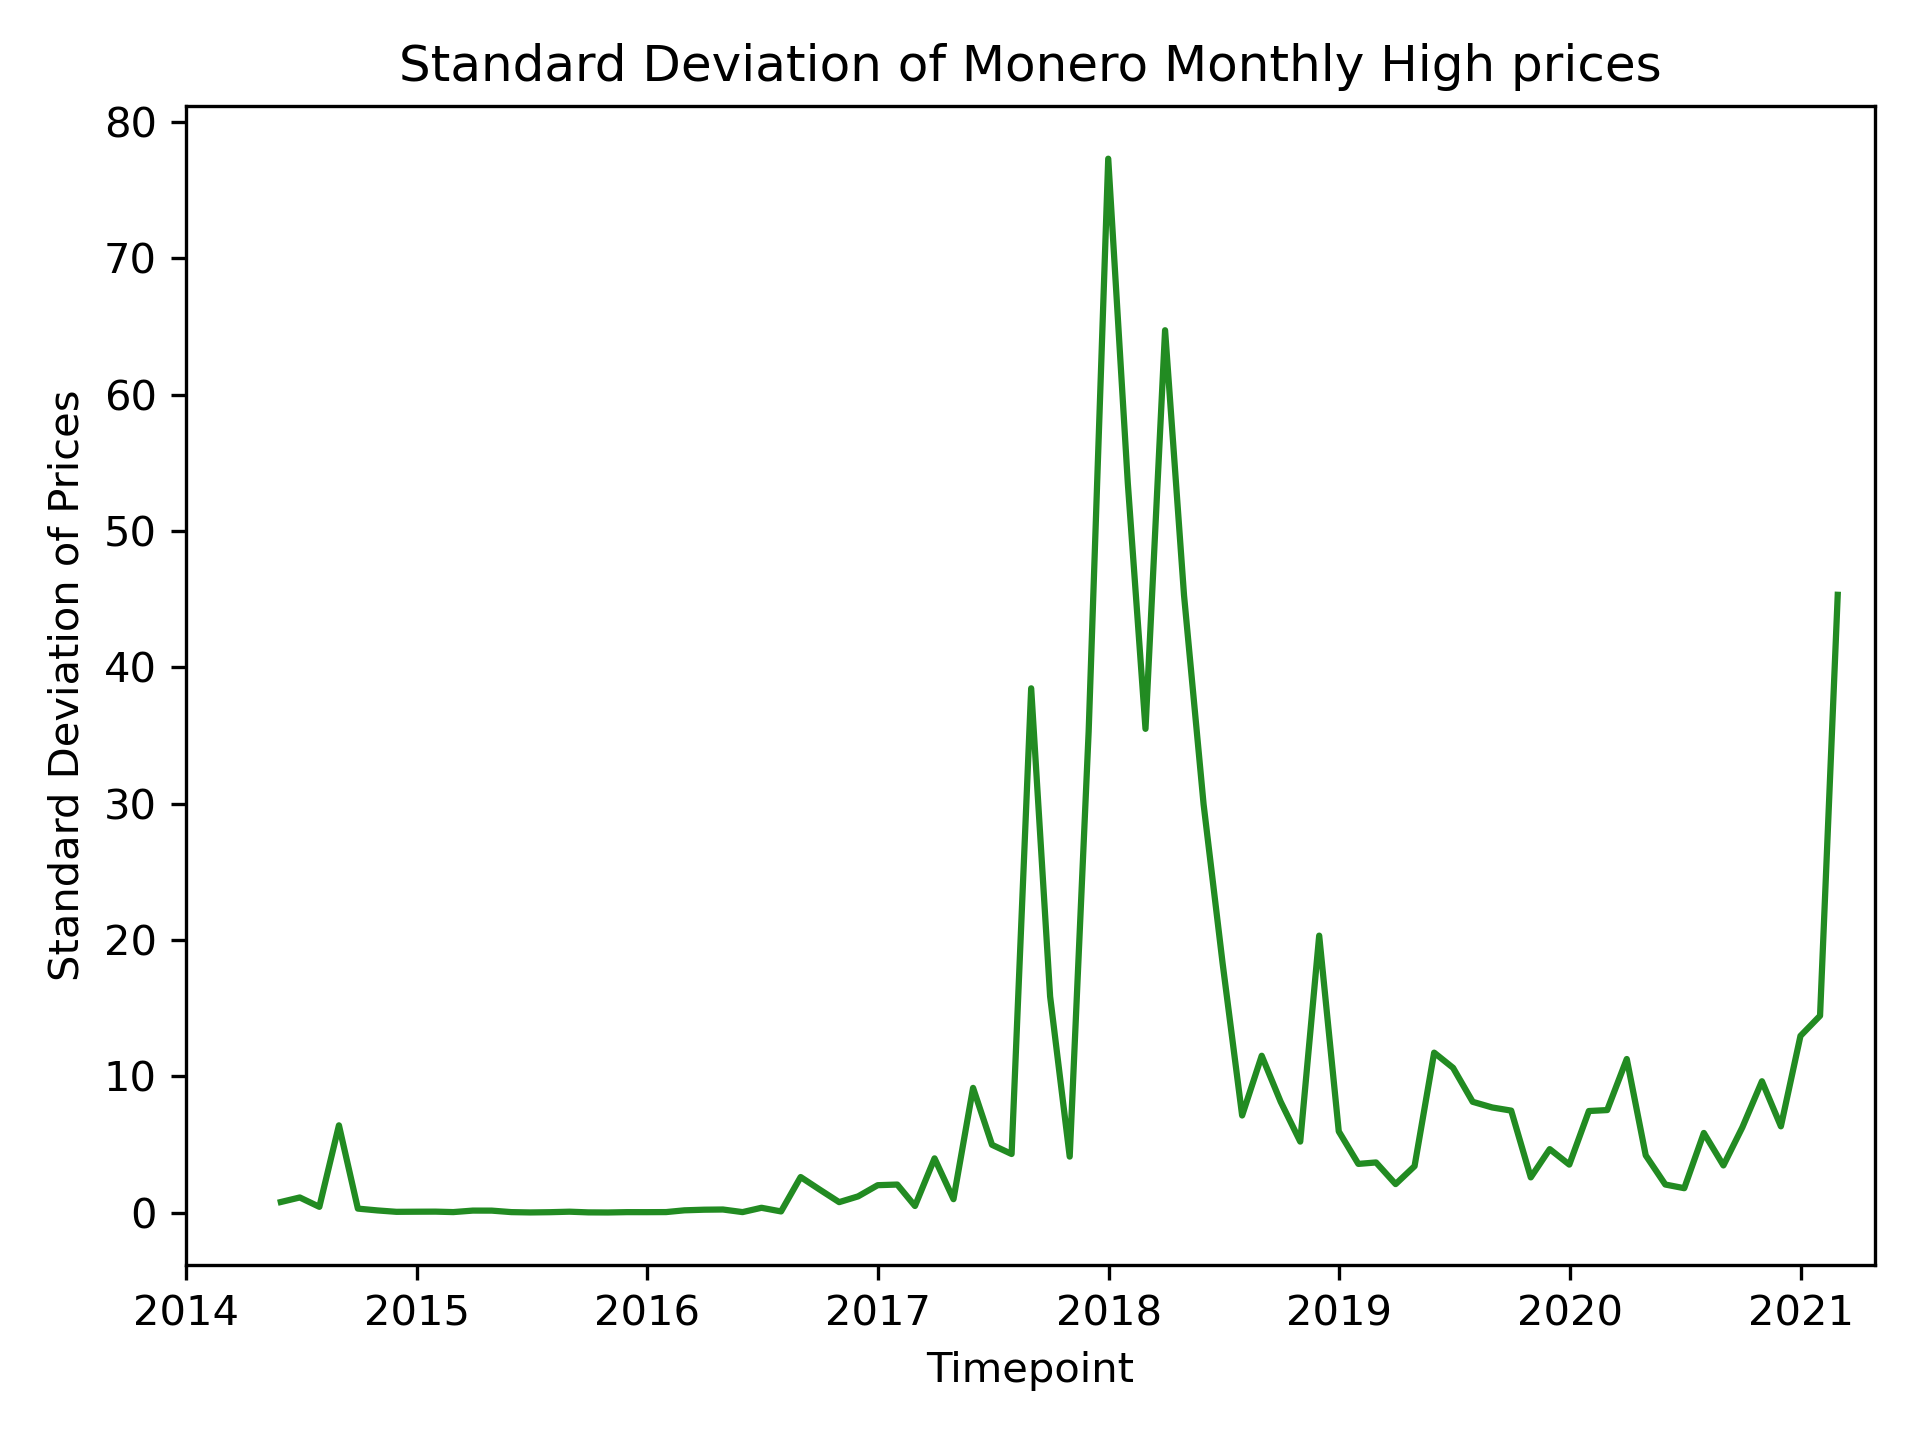 Standard Deviation of Monero Monthly High prices
80
70
60
50
40
30
20
10
0
Standard Deviation of Prices
2014 2015 2016 2017 2018 2019 2020 2021
Timepoint